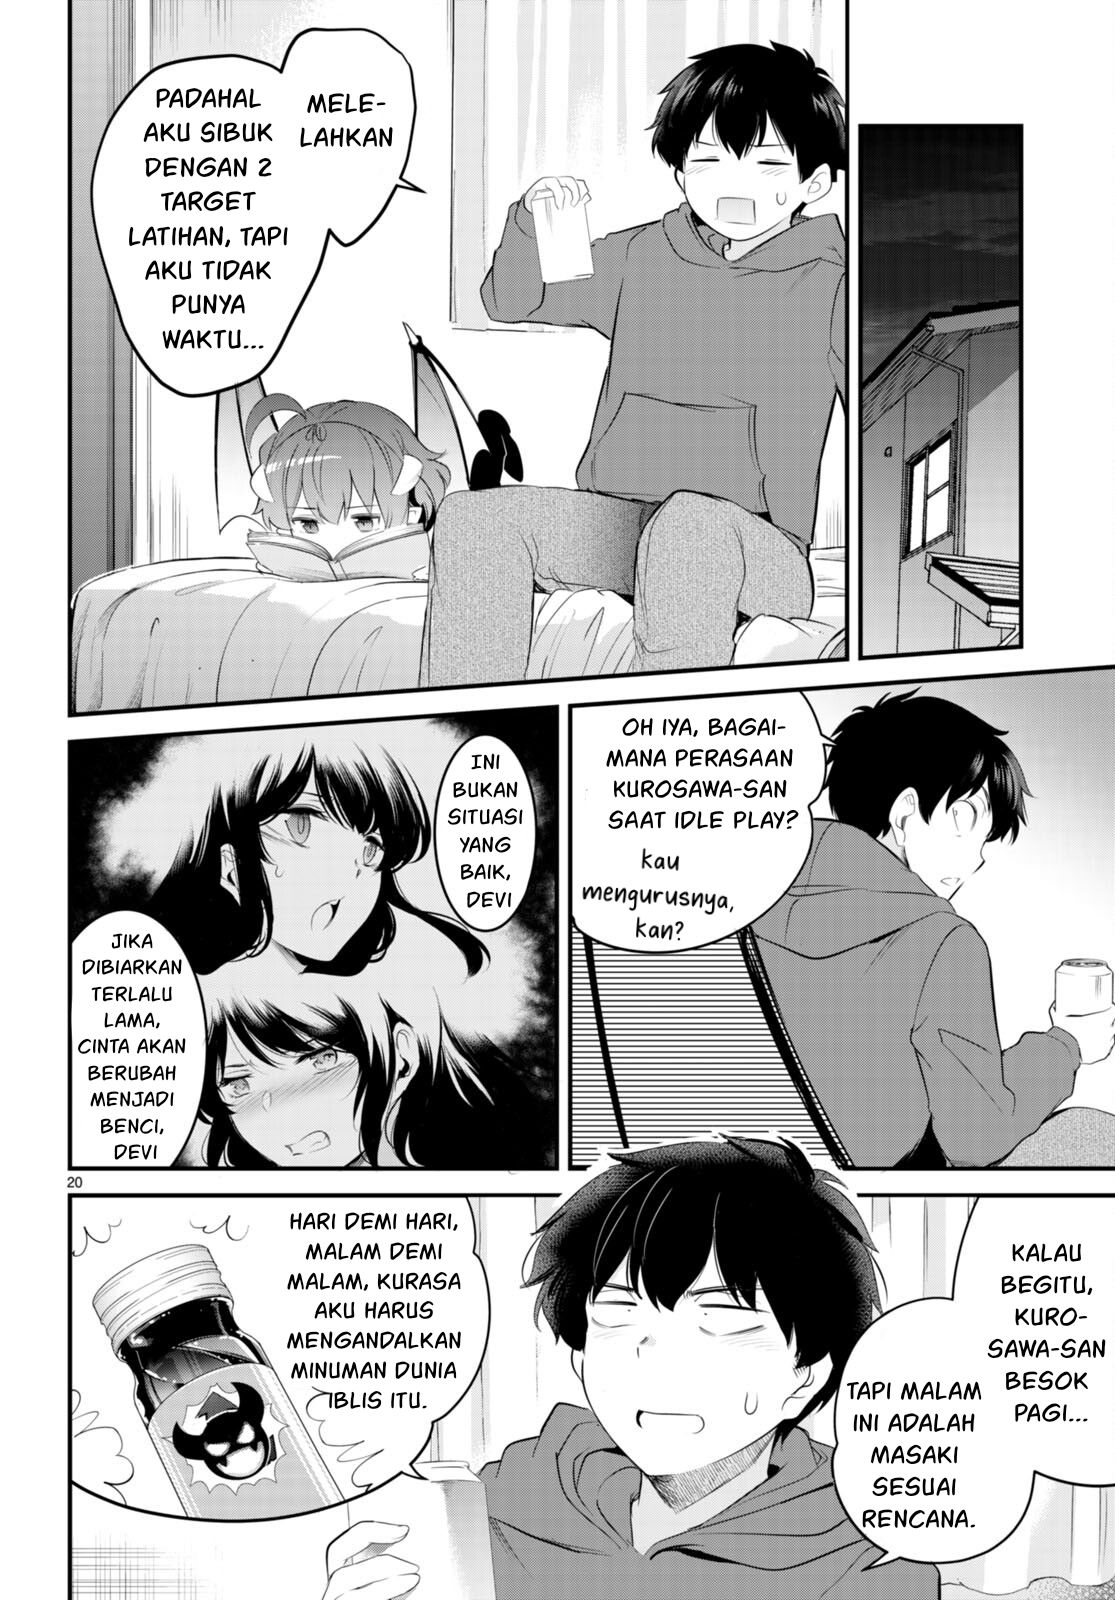 MELE-
LAHKAN
PADAHAL
AKU SIBUK
DENGAN 2
TARGET
LATIHAN, TAPI
AKU TIDAK
PUNYA
WAKTU...
OH IYA, BAGAI-
MANA PERASAAN
KUROSAWA-SAN
SAAT IDLE PLAY?
kau
mengurusnya,
kan?
INI
BUKAN
SITUASI
YANG
BAIK,
DEVI
JIKA
DIBIARKAN
TERLALU
LAMA,
CINTA AKAN
BERUBAH
MENJADI
BENCI,
DEVI
20
KALAU
BEGITU,
KURO-
SAWA-SAN
BESOK
PAGI...
TAPI MALAM
INI ADALAH
MASAKI
SESUAI
RENCANA.
HARI DEMI HARI,
MALAM DEMI
MALAM, KURASA
AKU HARUS
MENGANDALKAN
MINUMAN DUNIA
IBLIS ITU.